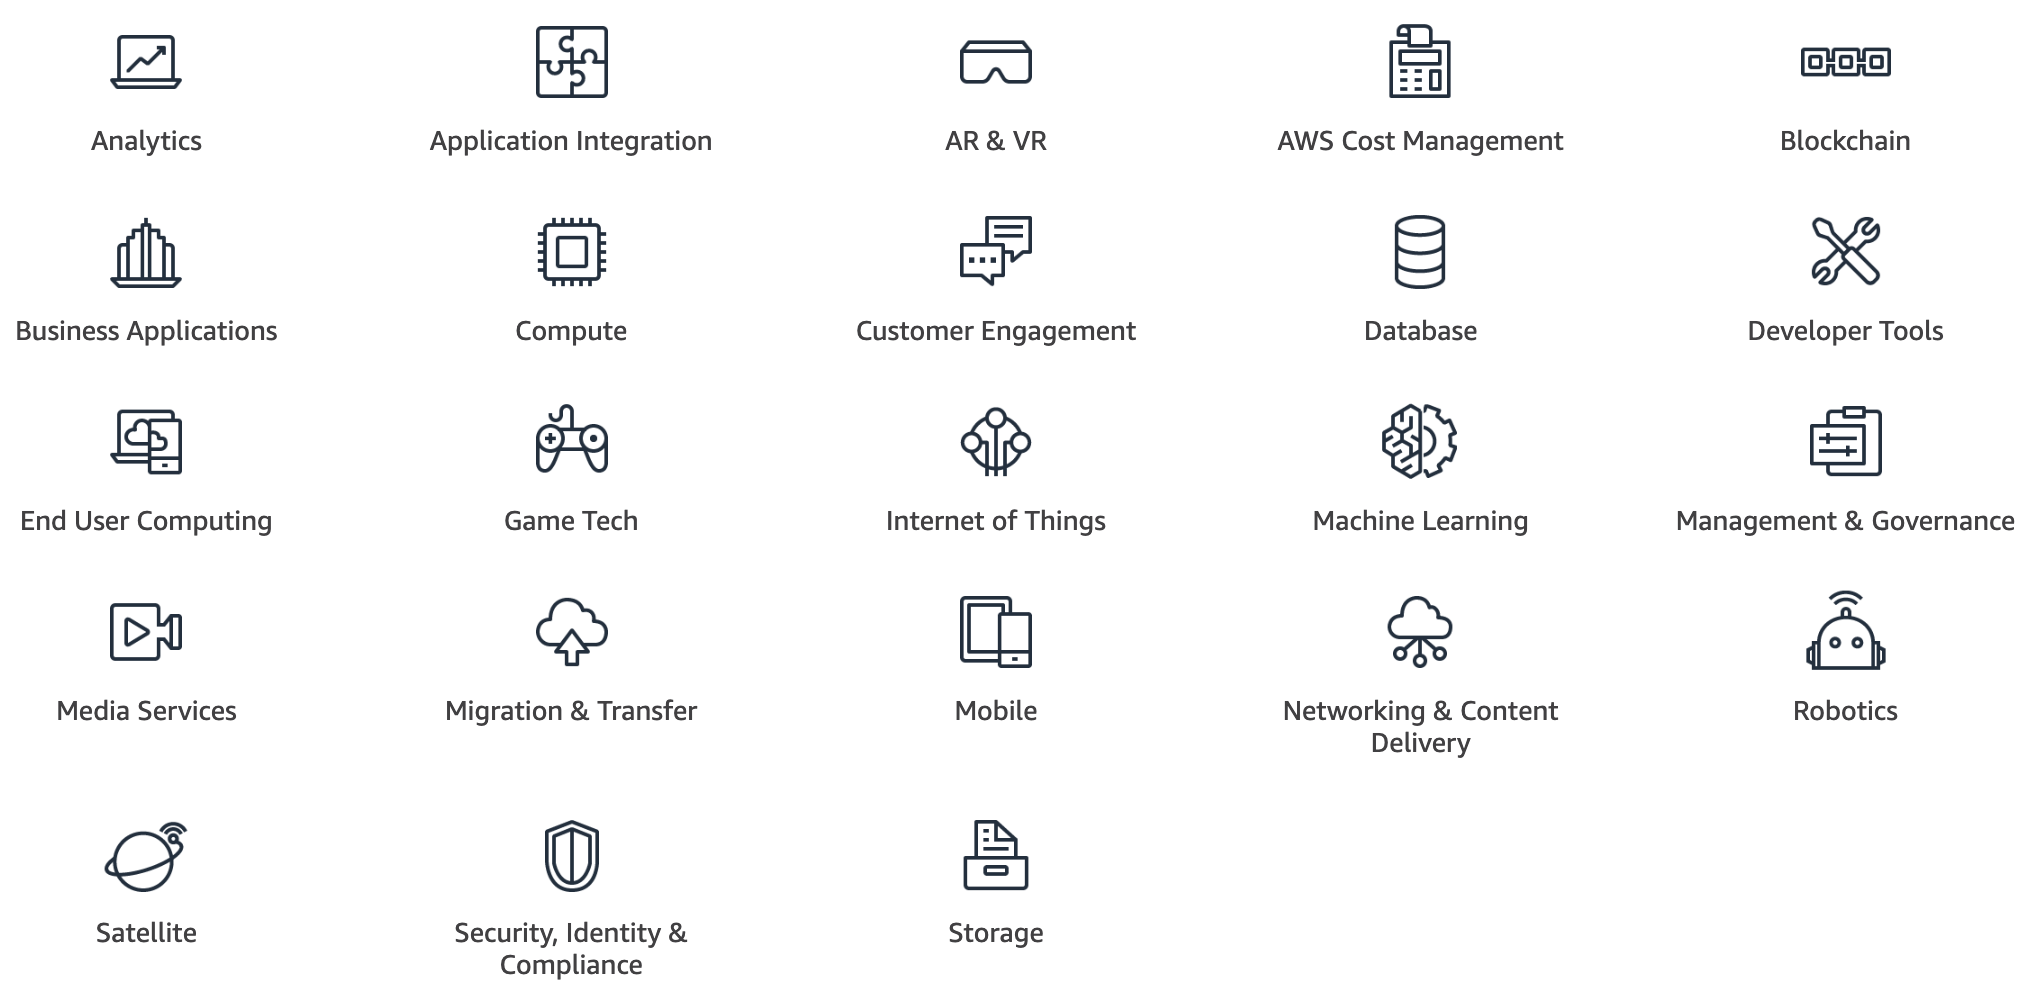 Analytics
Application Integration
AR & VR
AWS Cost Management
Blockchain
Business Applications
Compute
Customer Engagement
Database
Developer Tools
End User Computing
Game Tech
Internet of Things
Machine Learning
Management & Governance
Media Services
Migration & Transfer
Mobile
Networking & Content
Delivery
Robotics
Satellite
Security, Identity &
Compliance
Storage